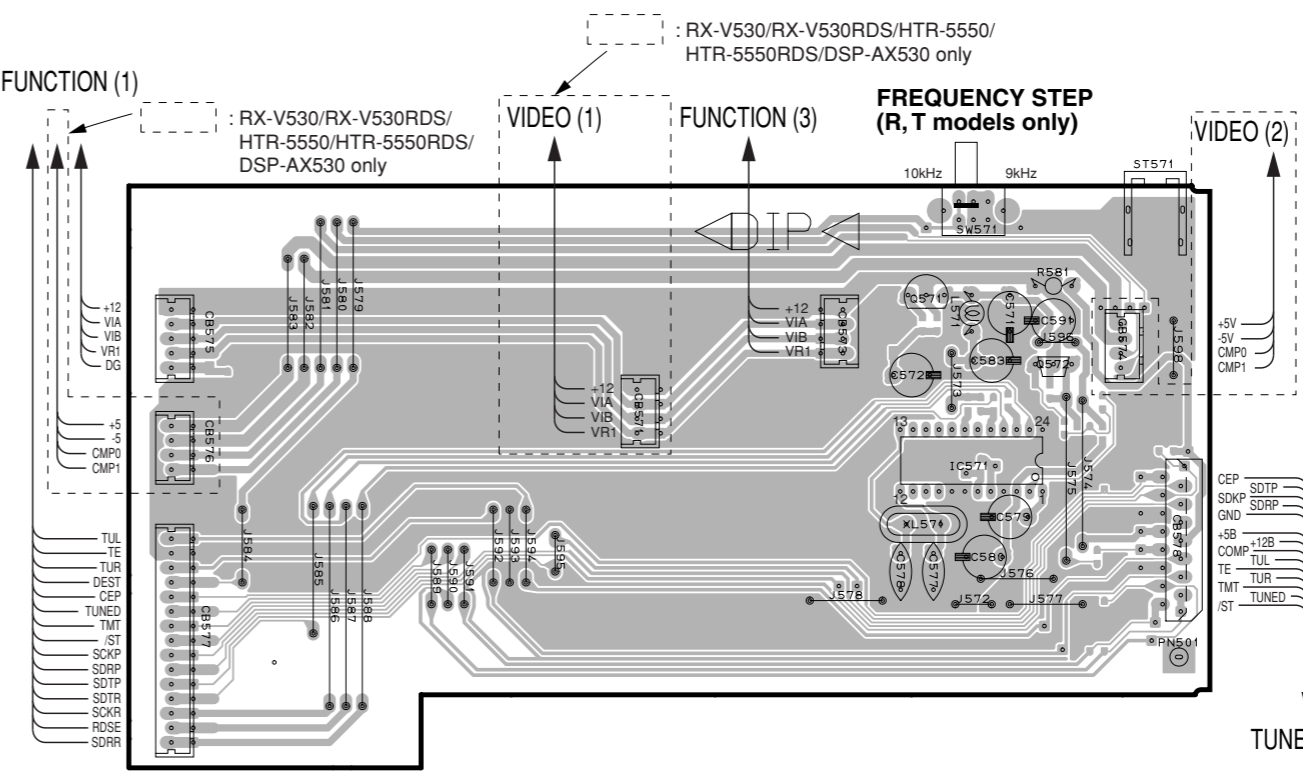 : RX-V530/RX-V530RDS/HTR-5550/
HTR-5550RDS/DSP-AX530 only
FUNCTION (1)
: RX-V530/RX-V530RDS/
HTR-5550/HTR-5550RDS/
DSP-AX530 only
VIDEO (1)
FUNCTION (3)
FREQUENCY STEP
(R, T models only)
VIDEO (2)
10kHz
9kHz
ST571
SW571
DIP
J579
J580
J581
J582
J583
+12
VIA
VIB
VR1
DG
CB575
+12
VIA
VIB
VR1
CB573
Q571
L571
C571
R581
C591
J596
C583
Q572
C572
J573
CB574
J598
+5V
-5V
CMP0
CMP1
+12
VIA
VIB
VR1
CB571
+5
-5
CMP0
CMP1
CB576
13
24
IC571
12
1
J575
J574
XL571
C579
C580
C578
C577
J576
J572
J577
J578
CB578
CEP
SDTP
SDKP
SDRP
GND
+5B
+12B
COMP
TUL
TE
TUR
TMT
TUNED
/ST
PN501
J584
J585
J586
J587
J588
J589
J590
J591
J592
J593
J594
J595
TUL
TE
TUR
DEST
CEP
TUNED
TMT
/ST
SCKP
SDRP
SDTP
SDTR
SCKR
RDSE
SDRR
CB577
TUNE